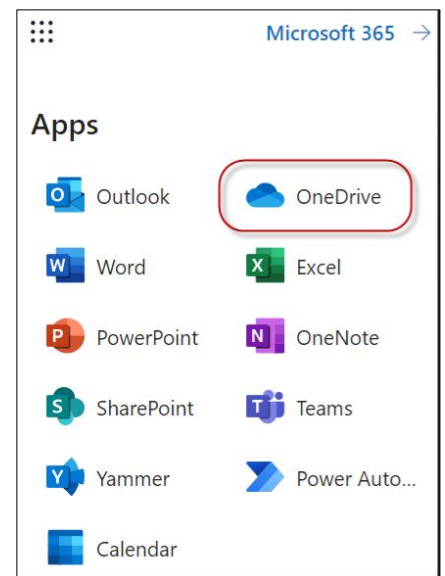 Microsoft 365 →
Apps
Outlook OneDrive
Word Excel
PowerPoint OneNote
SharePoint Teams
Yammer Power Auto...
Calendar